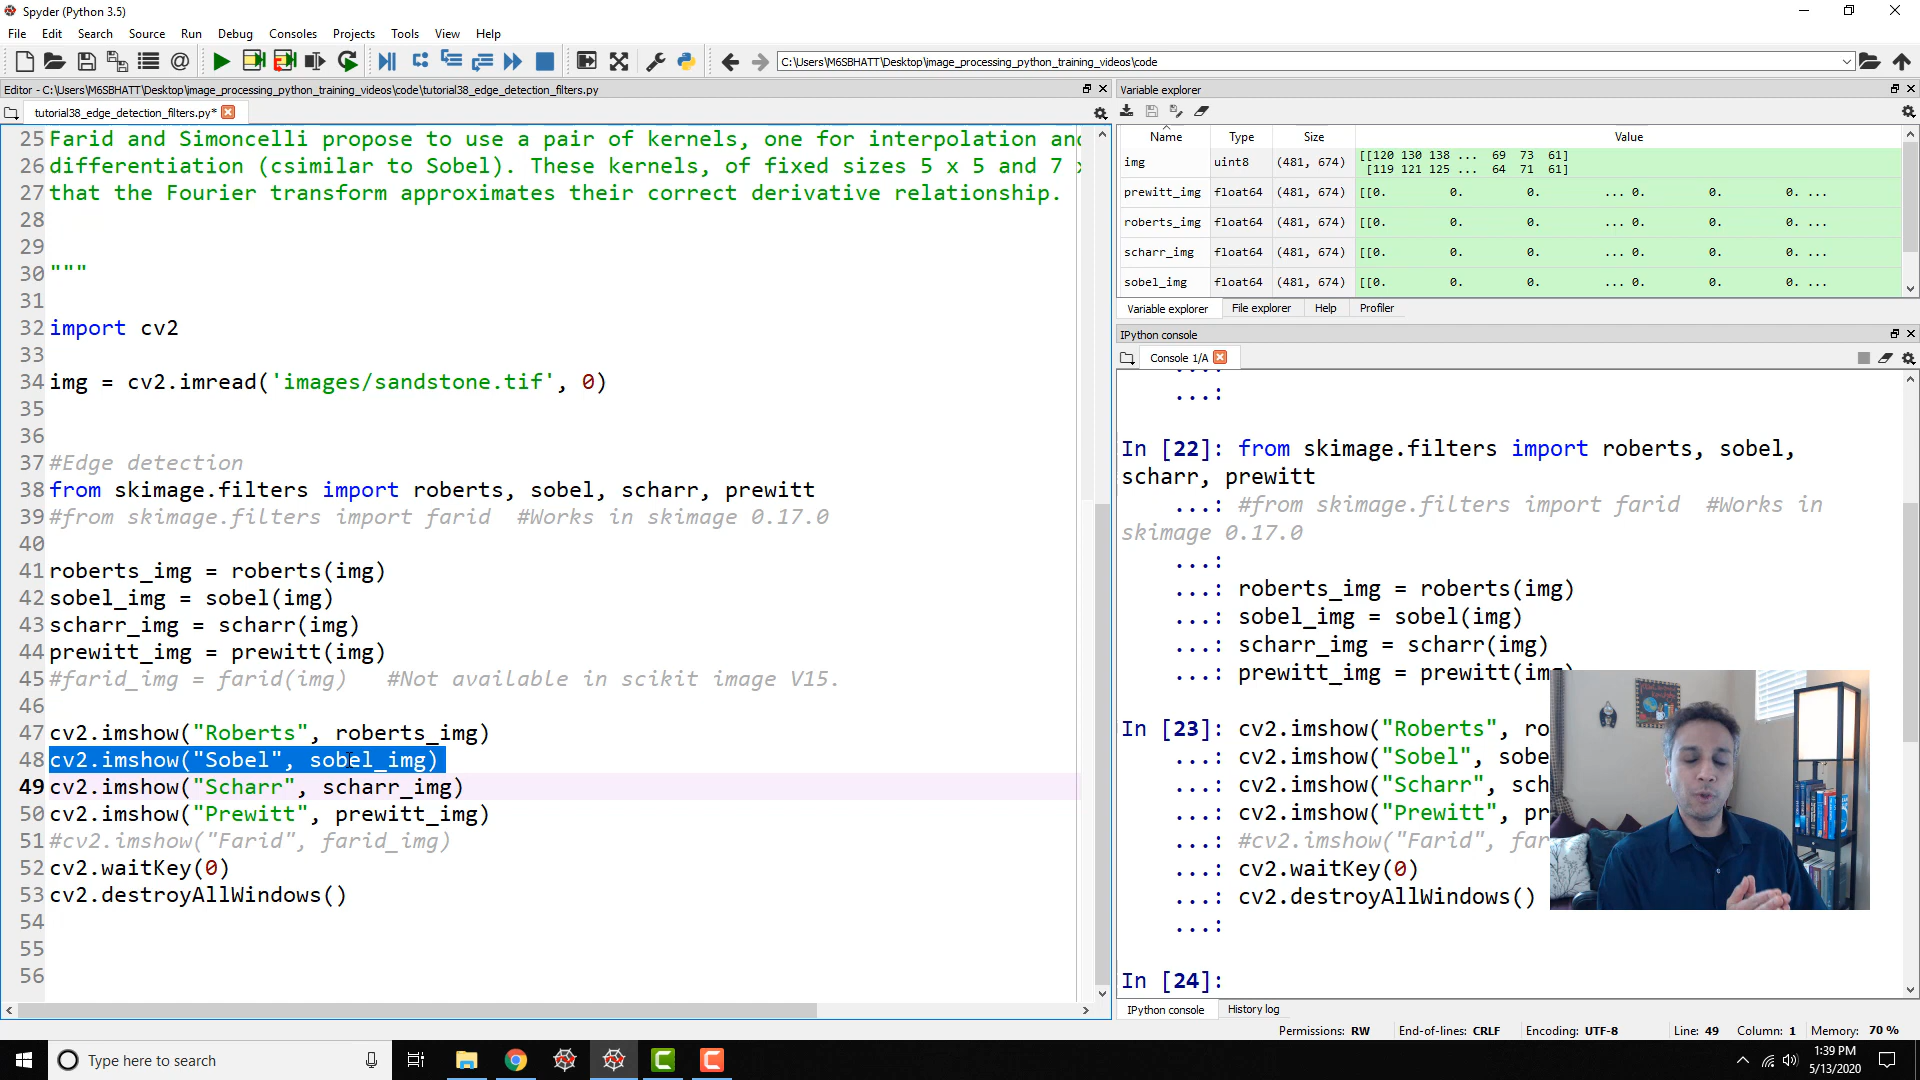 Spyder (Python 3.5)
File Edit Search Source Run Debug Consoles Projects Tools View Help
C:\Users\M6SBHATT\Desktop\image_processing_python_training_videos\code
Editor - C:\Users\M6SBHATT\Desktop\image_processing_python_training_videos\code\tutorial38_edge_detection_filters.py
tutorial38_edge_detection_filters.py*
25 Farid and Simoncelli propose to use a pair of kernels, one for interpolation and
26 differentiation (csimilar to Sobel). These kernels, of fixed sizes 5 x 5 and 7 x
27 that the Fourier transform approximates their correct derivative relationship.
28
29
30 """
31
32 import cv2
33
34 img = cv2.imread('images/sandstone.tif', 0)
35
36
37 #Edge detection
38 from skimage.filters import roberts, sobel, scharr, prewitt
39 #from skimage.filters import farid  #Works in skimage 0.17.0
40
41 roberts_img = roberts(img)
42 sobel_img = sobel(img)
43 scharr_img = scharr(img)
44 prewitt_img = prewitt(img)
45 #farid_img = farid(img)   #Not available in scikit image V15.
46
47 cv2.imshow("Roberts", roberts_img)
48 cv2.imshow("Sobel", sobel_img)
49 cv2.imshow("Scharr", scharr_img)
50 cv2.imshow("Prewitt", prewitt_img)
51 #cv2.imshow("Farid", farid_img)
52 cv2.waitKey(0)
53 cv2.destroyAllWindows()
54
55
56
Variable explorer
Name Type Size Value
img uint8 (481, 674) [[120 130 138 ... 69 73 61]
[119 121 125 ... 64 71 61]
prewitt_img float64 (481, 674) [[0. 0. 0. ... 0. 0. 0. ...
roberts_img float64 (481, 674) [[0. 0. 0. ... 0. 0. 0. ...
scharr_img float64 (481, 674) [[0. 0. 0. ... 0. 0. 0. ...
sobel_img float64 (481, 674) [[0. 0. 0. ... 0. 0. 0. ...
Variable explorer File explorer Help Profiler
IPython console
Console 1/A
...:
...:
In [22]: from skimage.filters import roberts, sobel,
scharr, prewitt
...: #from skimage.filters import farid  #Works in
skimage 0.17.0
...:
...: roberts_img = roberts(img)
...: sobel_img = sobel(img)
...: scharr_img = scharr(img)
...: prewitt_img = prewitt(img)
In [23]: cv2.imshow("Roberts", ro
...: cv2.imshow("Sobel", sobe
...: cv2.imshow("Scharr", sch
...: cv2.imshow("Prewitt", pr
...: #cv2.imshow("Farid", far
...: cv2.waitKey(0)
...: cv2.destroyAllWindows()
...:
In [24]:
IPython console History log
Permissions: RW End-of-lines: CRLF Encoding: UTF-8 Line: 49 Column: 1 Memory: 70 %
Type here to search
1:39 PM
5/13/2020